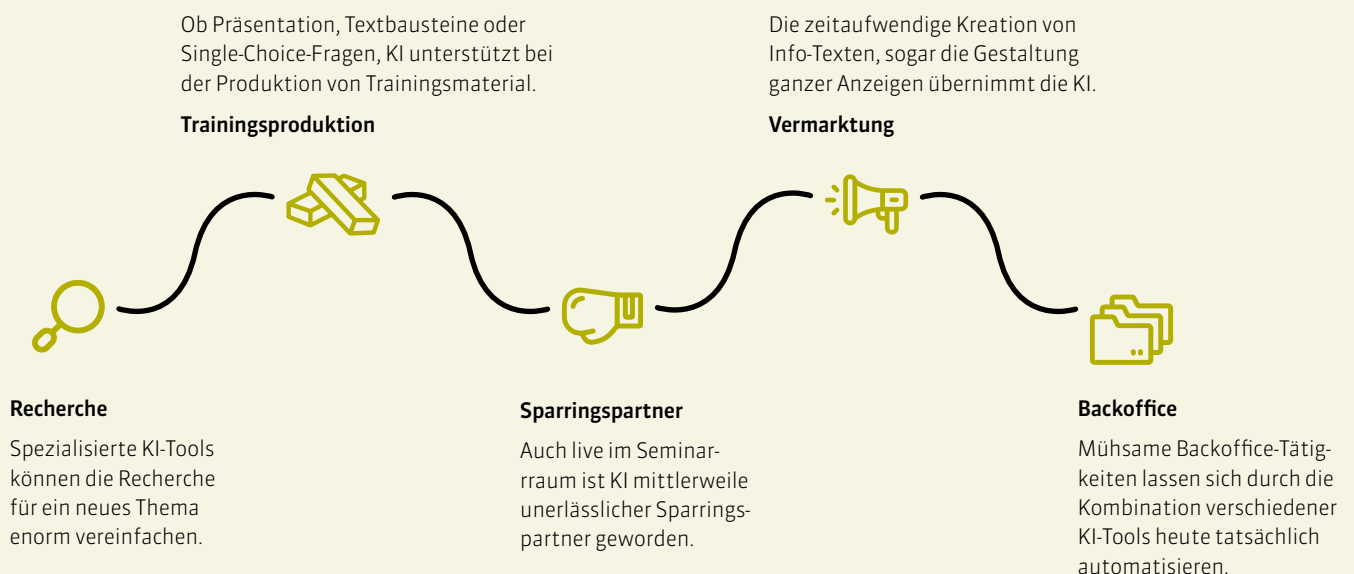 Ob Präsentation, Textbausteine oder
Single-Choice-Fragen, KI unterstützt bei
der Produktion von Trainingsmaterial.
Trainingsproduktion
Die zeitaufwendige Kreation von
Info-Texten, sogar die Gestaltung
ganzer Anzeigen übernimmt die KI.
Vermarktung
Recherche
Spezialisierte KI-Tools
können die Recherche
für ein neues Thema
enorm vereinfachen.
Sparringspartner
Auch live im Seminar-
rraum ist KI mittlerweile
unerlässlicher Sparrings-
partner geworden.
Backoffice
Mühsame Backoffice-Tätig-
keiten lassen sich durch die
Kombination verschiedener
KI-Tools heute tatsächlich
automatisieren.